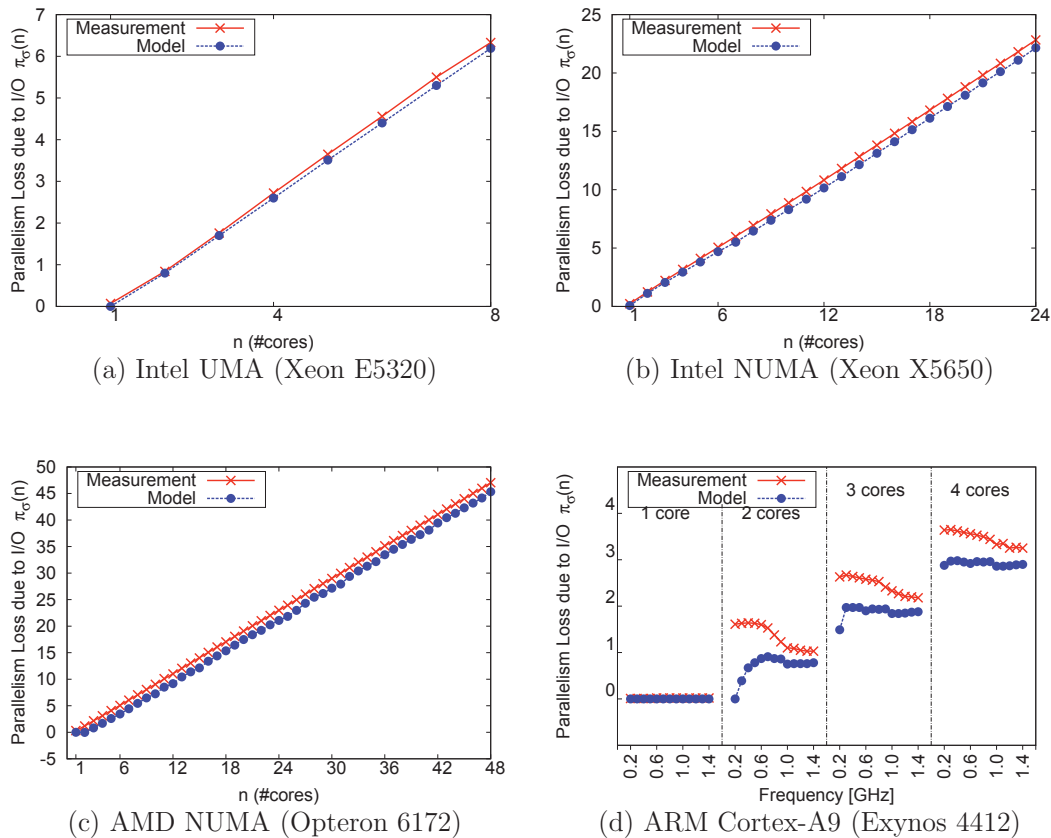 Parallelism Loss due to I/O π_σ(n)
7
6
5
4
3
2
1
0
Measurement
Model
1 4 8
n (#cores)
(a) Intel UMA (Xeon E5320)
Parallelism Loss due to I/O π_σ(n)
25
20
15
10
5
0
Measurement
Model
1 6 12 18 24
n (#cores)
(b) Intel NUMA (Xeon X5650)
Parallelism Loss due to I/O π_σ(n)
50
45
40
35
30
25
20
15
10
5
0
-5
Measurement
Model
1 6 12 18 24 30 36 42 48
n (#cores)
(c) AMD NUMA (Opteron 6172)
Parallelism Loss due to I/O π_σ(n)
4
3
2
1
0
Measurement
Model
1 core 2 cores 3 cores 4 cores
0.2 0.6 1.0 1.4 0.2 0.6 1.0 1.4 0.2 0.6 1.0 1.4 0.2 0.6 1.0 1.4
Frequency [GHz]
(d) ARM Cortex-A9 (Exynos 4412)